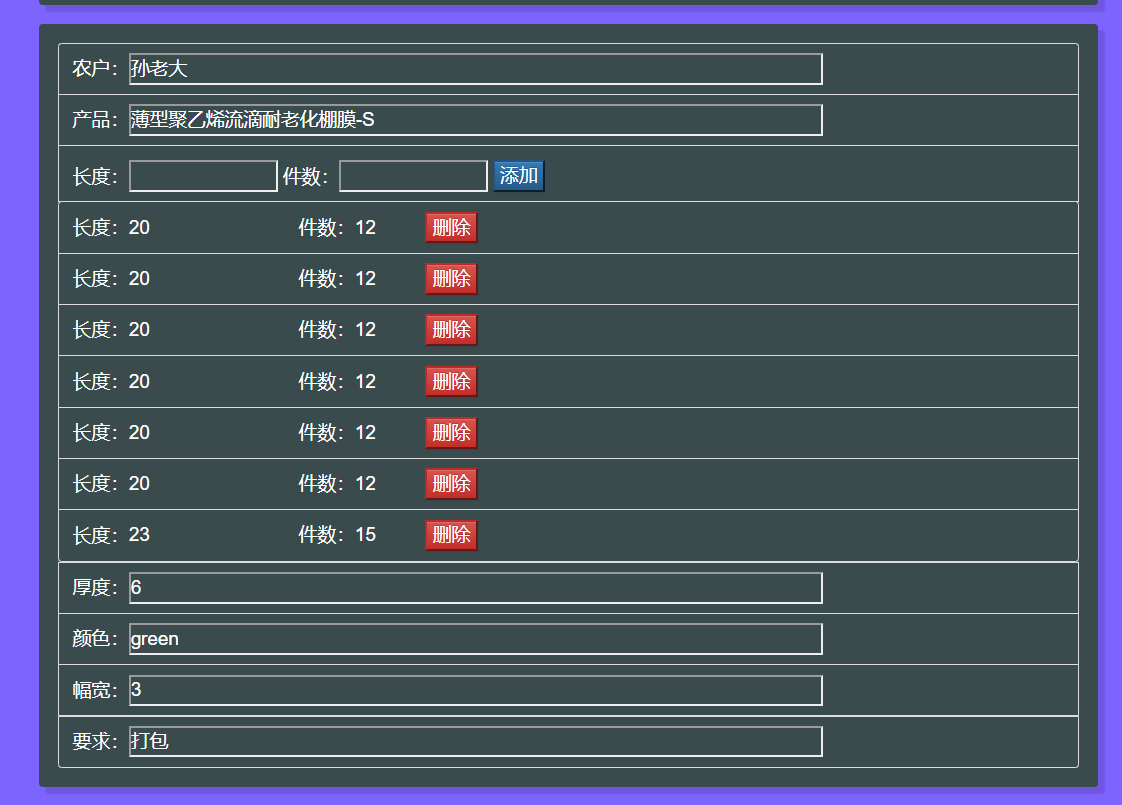 农户：孙老大
产品：薄型聚乙烯流滴耐老化棚膜-S
长度： 件数： 添加
长度：20 件数：12 删除
长度：20 件数：12 删除
长度：20 件数：12 删除
长度：20 件数：12 删除
长度：20 件数：12 删除
长度：20 件数：12 删除
长度：23 件数：15 删除
厚度：6
颜色：green
幅宽：3
要求：打包